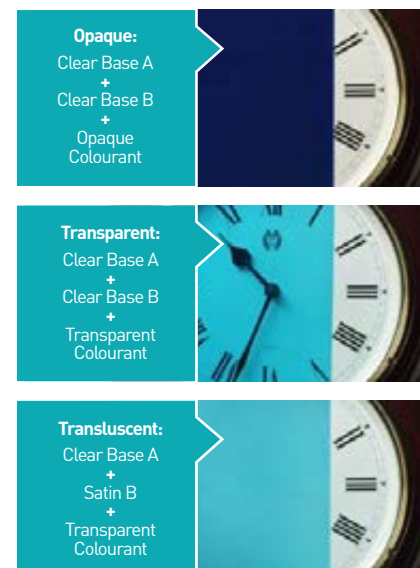 Opaque:
Clear Base A
+
Clear Base B
+
Opaque
Colourant
Transparent:
Clear Base A
+
Clear Base B
+
Transparent
Colourant
Transluscent:
Clear Base A
+
Satin B
+
Transparent
Colourant